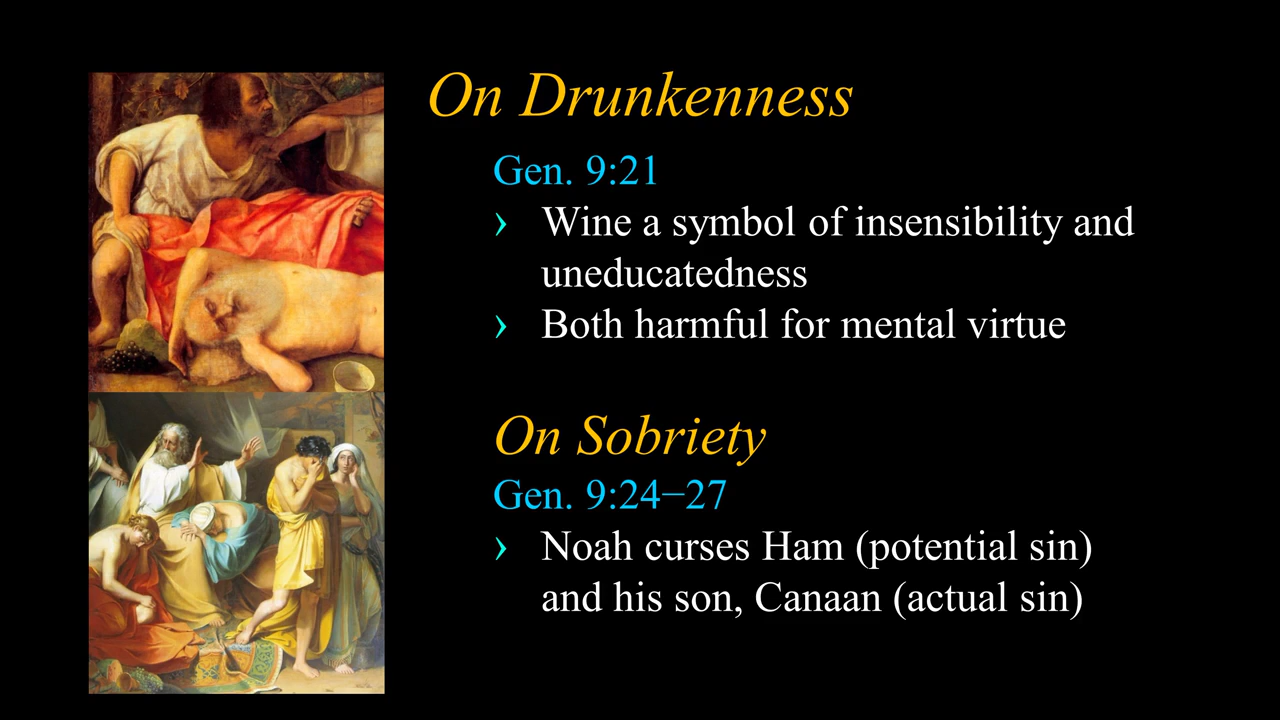 On Drunkenness
Gen. 9:21
› Wine a symbol of insensibility and
uneducatedness
› Both harmful for mental virtue
On Sobriety
Gen. 9:24−27
› Noah curses Ham (potential sin)
and his son, Canaan (actual sin)